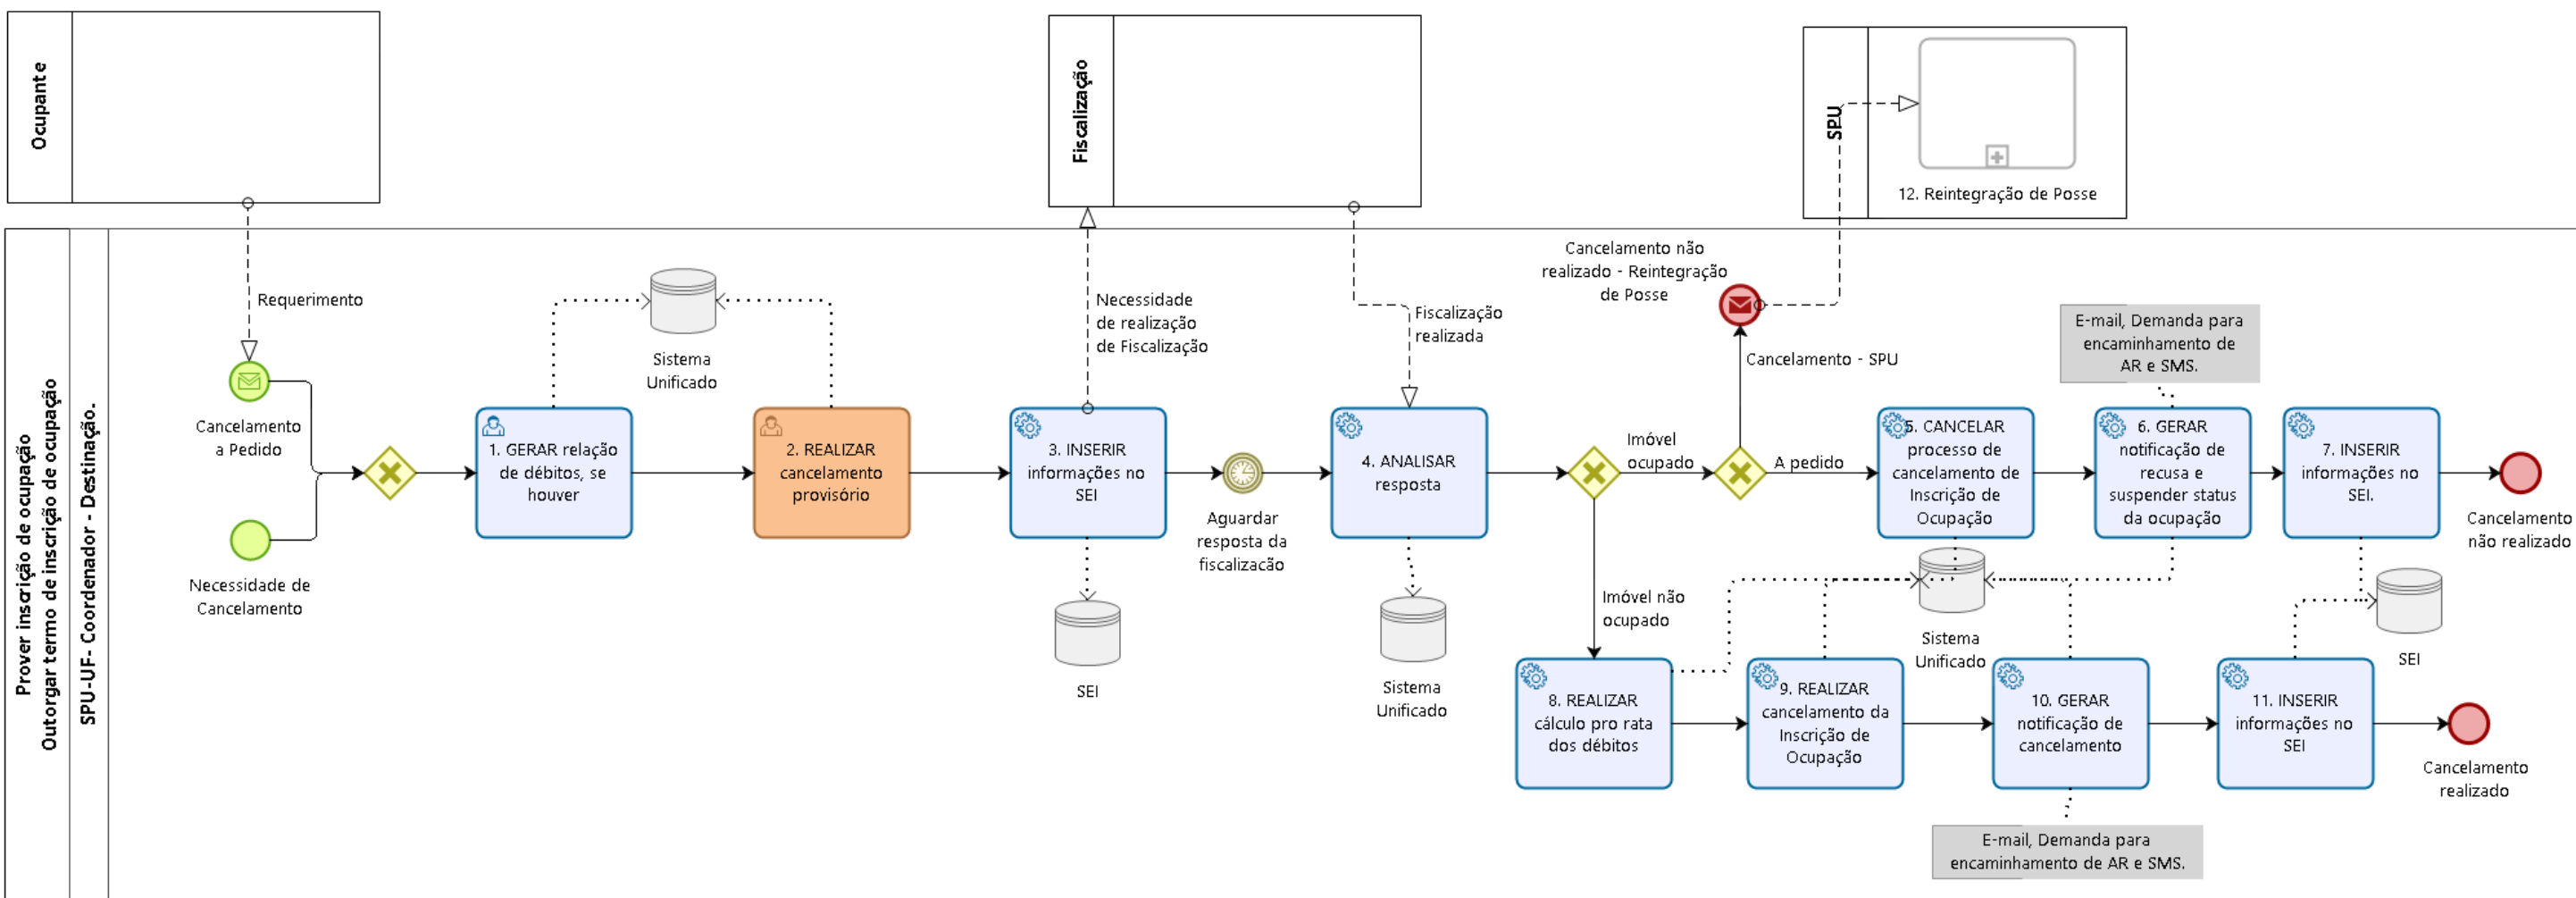 Ocupante
Fiscalização
SPU
12. Reintegração de Posse
Prover inscrição de ocupação
Outorgar termo de inscrição de ocupação
SPU-UF- Coordenador - Destinação.
Requerimento
Cancelamento
a Pedido
Necessidade de
Cancelamento
Sistema
Unificado
1. GERAR relação
de débitos, se
houver
2. REALIZAR
cancelamento
provisório
Necessidade
de realização
de Fiscalização
3. INSERIR
informações no
SEI
SEI
Aguardar
resposta da
fiscalizacão
Fiscalização
realizada
4. ANALISAR
resposta
Sistema
Unificado
Imóvel
ocupado
Imóvel não
ocupado
Cancelamento não
realizado - Reintegração
de Posse
Cancelamento - SPU
A pedido
5. CANCELAR
processo de
cancelamento de
Inscrição de
Ocupação
E-mail, Demanda para
encaminhamento de
AR e SMS.
6. GERAR
notificação de
recusa e
suspender status
da ocupação
7. INSERIR
informações no
SEI.
Cancelamento
não realizado
Sistema
Unificado
SEI
8. REALIZAR
cálculo pro rata
dos débitos
9. REALIZAR
cancelamento da
Inscrição de
Ocupação
10. GERAR
notificação de
cancelamento
11. INSERIR
informações no
SEI
Cancelamento
realizado
E-mail, Demanda para
encaminhamento de AR e SMS.